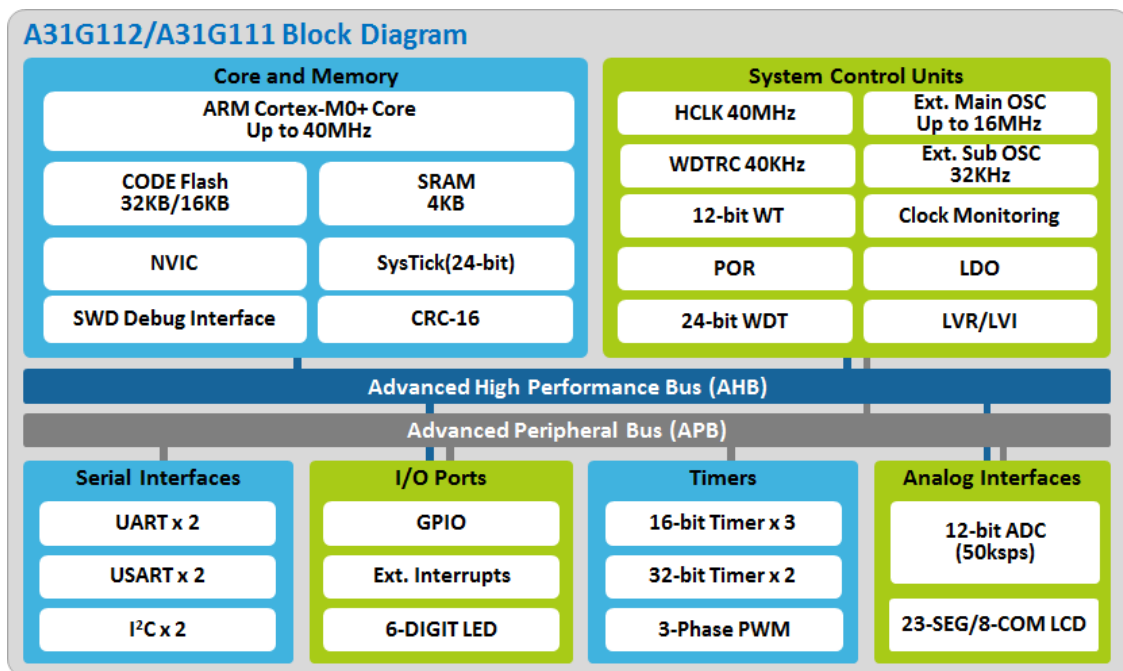 A31G112/A31G111 Block Diagram
Core and Memory
ARM Cortex-M0+ Core
Up to 40MHz
CODE Flash
32KB/16KB
SRAM
4KB
NVIC
SysTick(24-bit)
SWD Debug Interface
CRC-16
System Control Units
HCLK 40MHz
Ext. Main OSC
Up to 16MHz
WDTRC 40KHz
Ext. Sub OSC
32KHz
12-bit WT
Clock Monitoring
POR
LDO
24-bit WDT
LVR/LVI
Advanced High Performance Bus (AHB)
Advanced Peripheral Bus (APB)
Serial Interfaces
UART x 2
USART x 2
I²C x 2
I/O Ports
GPIO
Ext. Interrupts
6-DIGIT LED
Timers
16-bit Timer x 3
32-bit Timer x 2
3-Phase PWM
Analog Interfaces
12-bit ADC
(50ksps)
23-SEG/8-COM LCD